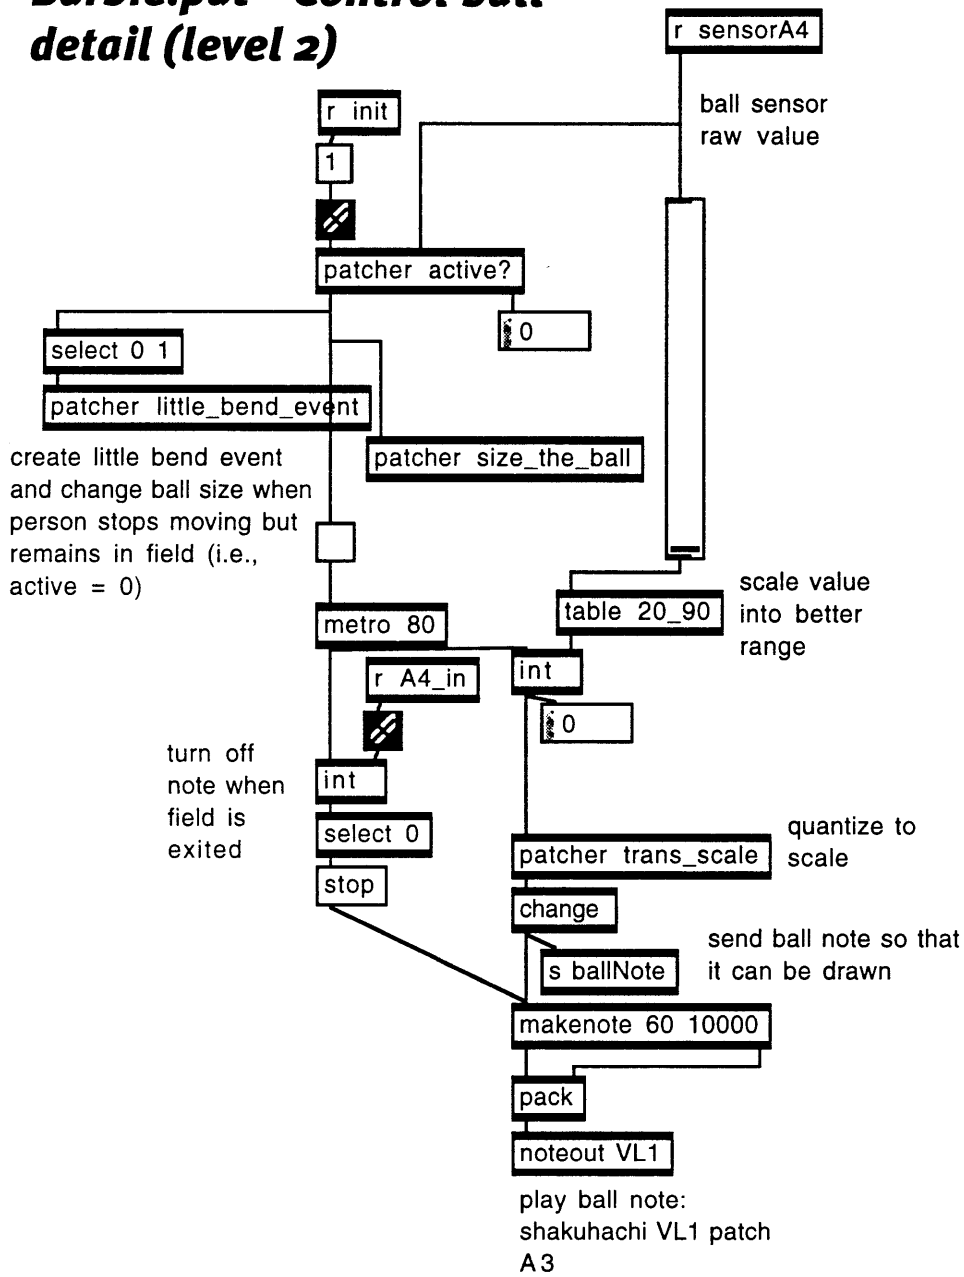 detail (level 2)
r sensorA4
ball sensor
raw value
r init
1
patcher active?
0
select 0 1
patcher little_bend_event
patcher size_the_ball
create little bend event
and change ball size when
person stops moving but
remains in field (i.e.,
active = 0)
scale value
into better
range
table 20_90
metro 80
int
r A4_in
0
turn off
note when
field is
exited
int
select 0
stop
quantize to
scale
patcher trans_scale
change
send ball note so that
it can be drawn
s ballNote
makenote 60 10000
pack
noteout VL1
play ball note:
shakuhachi VL1 patch
A3